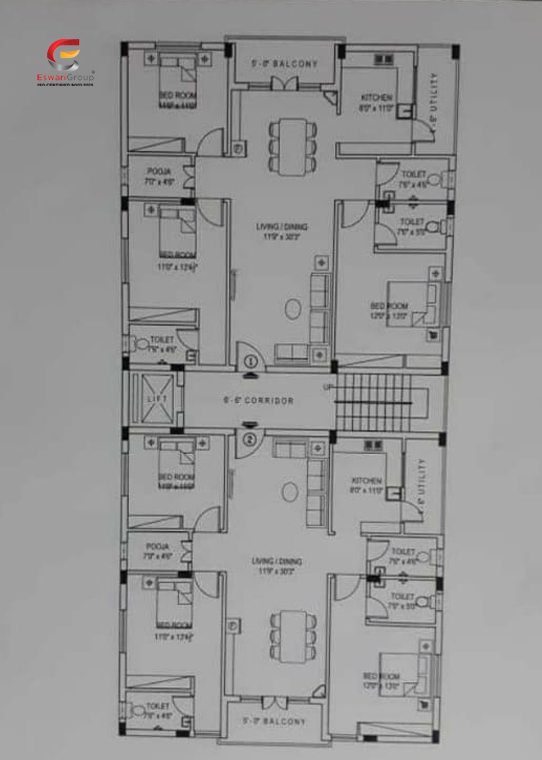 EswariGroup
5'-0" BALCONY
BED ROOM
11'0" x 11'0"
KITCHEN
8'0" x 11'0"
4'-6" UTILITY
POOJA
7'0" x 4'6"
TOILET
7'6" x 4'6"
TOILET
7'6" x 5'0"
LIVING / DINING
11'9" x 30'3"
BED ROOM
11'0" x 13'4½"
BED ROOM
12'0" x 13'0"
TOILET
7'6" x 4'6"
1
LIFT
6'-6" CORRIDOR
UP
2
BED ROOM
11'0" x 11'0"
KITCHEN
8'0" x 11'0"
4'-6" UTILITY
POOJA
7'0" x 4'6"
LIVING / DINING
11'9" x 30'3"
TOILET
7'6" x 4'6"
TOILET
7'6" x 5'0"
BED ROOM
11'0" x 13'4½"
BED ROOM
12'0" x 13'0"
TOILET
7'6" x 4'6"
5'-0" BALCONY